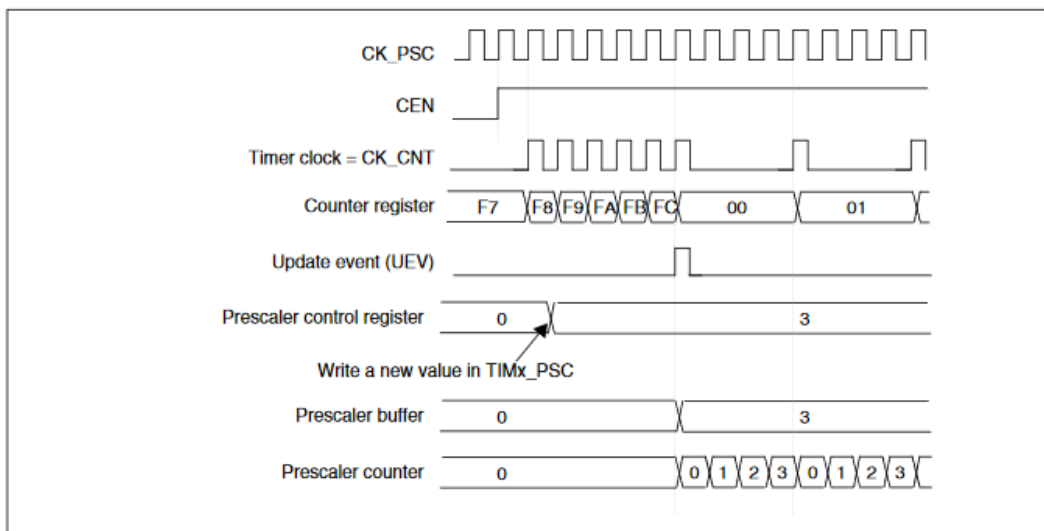 CK_PSC
CEN
Timer clock = CK_CNT
Counter register F7 F8 F9 FA FB FC 00 01
Update event (UEV)
Prescaler control register 0 3
Write a new value in TIMx_PSC
Prescaler buffer 0 3
Prescaler counter 0 0 1 2 3 0 1 2 3